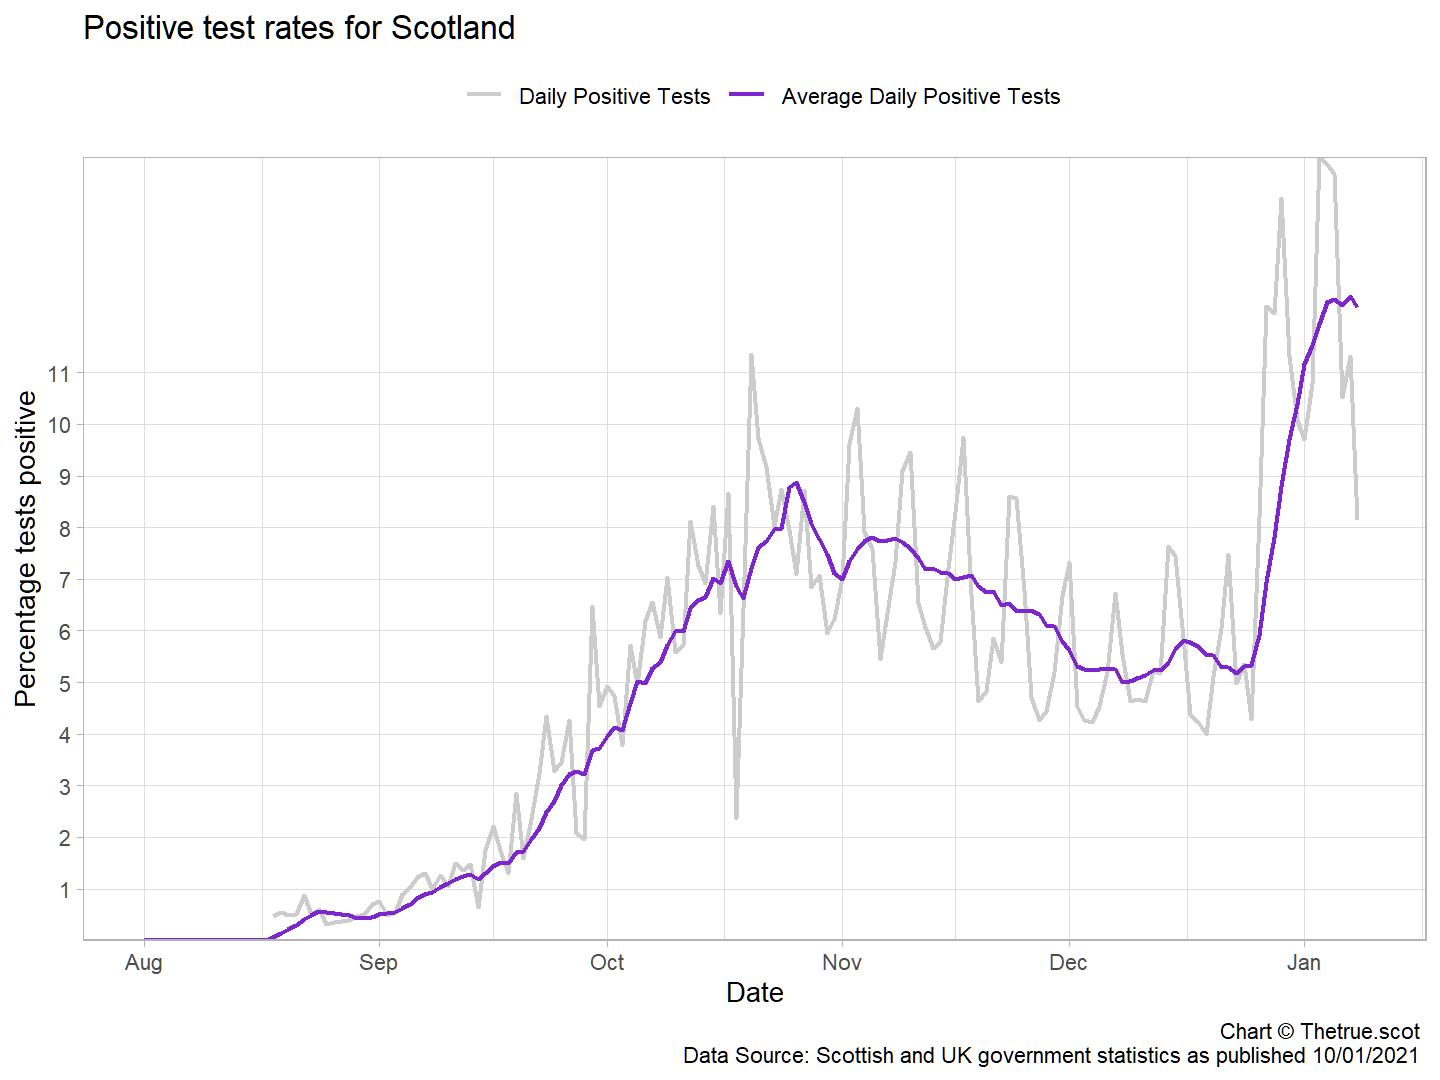 Positive test rates for Scotland
Daily Positive Tests Average Daily Positive Tests
Percentage tests positive
11
10
9
8
7
6
5
4
3
2
1
Aug Sep Oct Nov Dec Jan
Date
Chart © Thetrue.scot
Data Source: Scottish and UK government statistics as published 10/01/2021